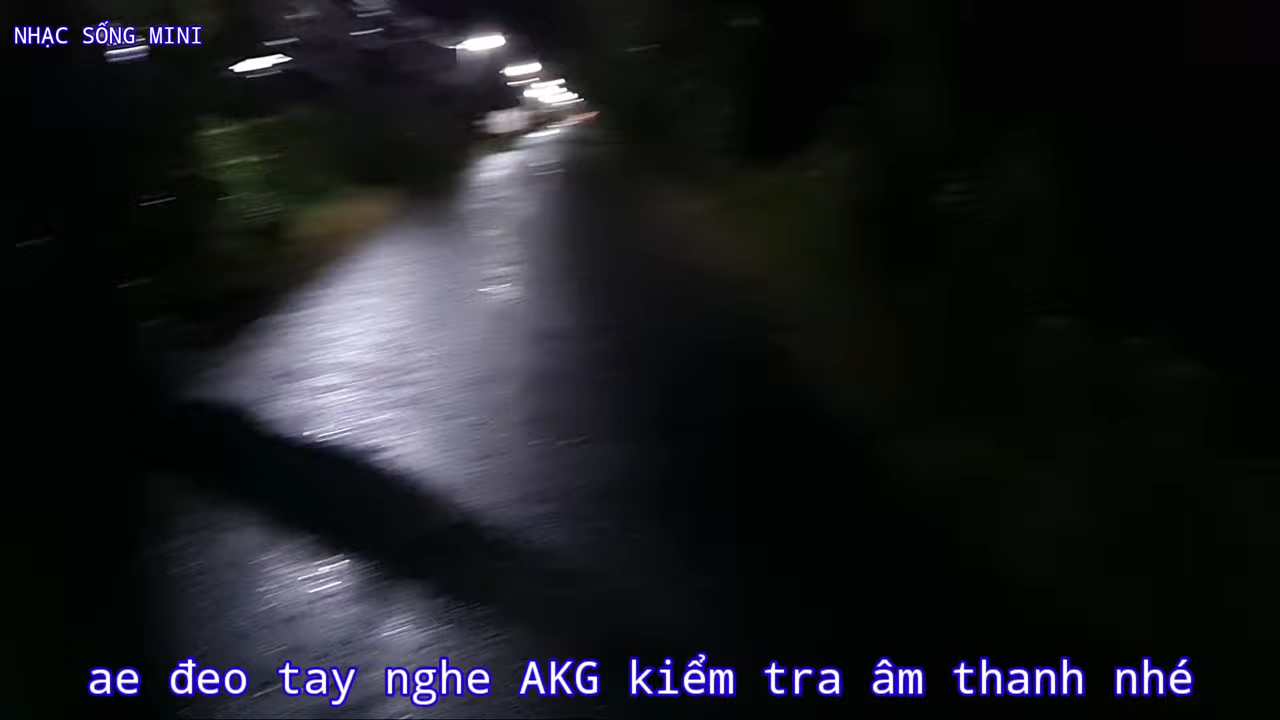 NHẠC SỐNG MINI
ae đeo tay nghe AKG kiểm tra âm thanh nhé